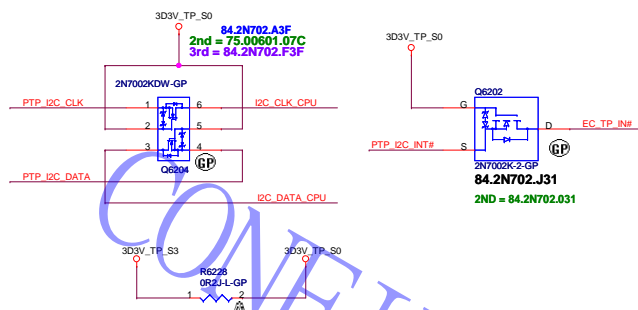 3D3V_TP_S0
84.2N702.A3F
2nd = 75.00601.07C
3rd = 84.2N702.F3F
2N7002KDW-GP
PTP_I2C_CLK
1
6
I2C_CLK_CPU
2
5
3
4
GP
Q6204
PTP_I2C_DATA
I2C_DATA_CPU
3D3V_TP_S0
Q6202
G
D
EC_TP_IN#
PTP_I2C_INT#
S
GP
2N7002K-2-GP
84.2N702.J31
2ND = 84.2N702.031
3D3V_TP_S3
3D3V_TP_S0
R6228
0R2J-L-GP
1
2